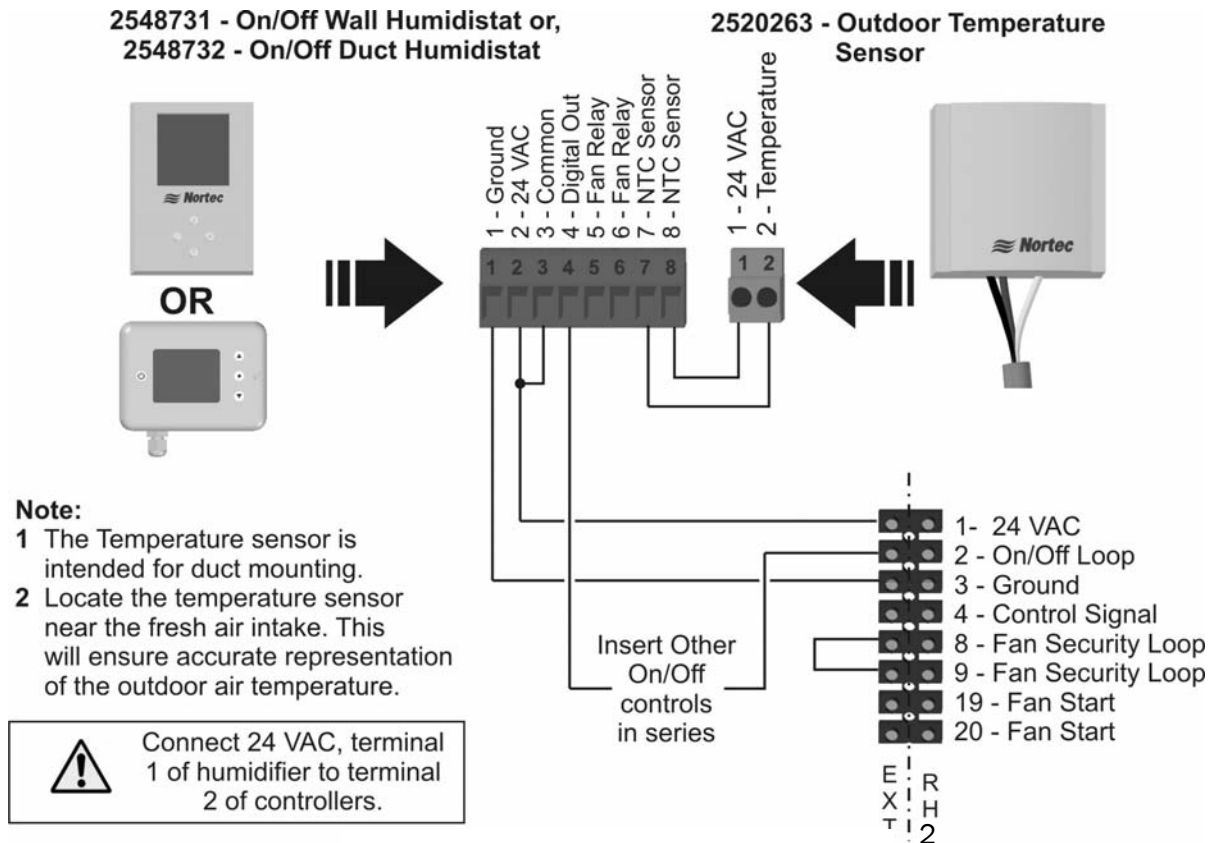 2548731 - On/Off Wall Humidistat or,
2548732 - On/Off Duct Humidistat
2520263 - Outdoor Temperature
Sensor
Nortec
OR
1 - Ground
2 - 24 VAC
3 - Common
4 - Digital Out
5 - Fan Relay
6 - Fan Relay
7 - NTC Sensor
8 - NTC Sensor
1 2 3 4 5 6 7 8
1 - 24 VAC
2 - Temperature
1 2
Nortec
Note:
1 The Temperature sensor is
intended for duct mounting.
2 Locate the temperature sensor
near the fresh air intake. This
will ensure accurate representation
of the outdoor air temperature.
Connect 24 VAC, terminal
1 of humidifier to terminal
2 of controllers.
Insert Other
On/Off
controls
in series
1- 24 VAC
2 - On/Off Loop
3 - Ground
4 - Control Signal
8 - Fan Security Loop
9 - Fan Security Loop
19 - Fan Start
20 - Fan Start
EXT
RH2